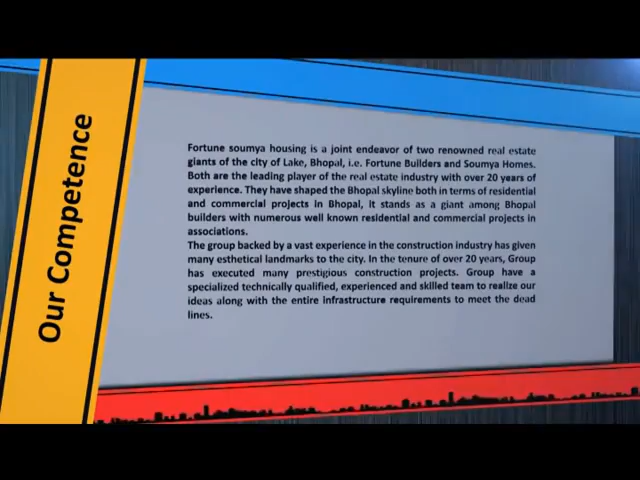 Our Competence
Fortune soumya housing is a joint endeavor of two renowned real estate
giants of the city of Lake, Bhopal, i.e. Fortune Builders and Soumya Homes.
Both are the leading player of the real estate industry with over 20 years of
experience. They have shaped the Bhopal skyline both in terms of residential
and commercial projects in Bhopal, it stands as a giant among Bhopal
builders with numerous well known residential and commercial projects in
associations.
The group backed by a vast experience in the construction industry has given
many esthetical landmarks to the city. In the tenure of over 20 years, Group
has executed many prestigious construction projects. Group have a
specialized technically qualified, experienced and skilled team to realize our
ideas along with the entire infrastructure requirements to meet the dead
lines.